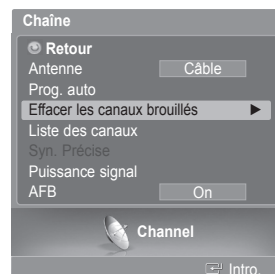 Chaîne
Retour
Antenne Câble
Prog. auto
Effacer les canaux brouillés
Liste des canaux
Syn. Précise
Puissance signal
AFB On
Channel
Intro.